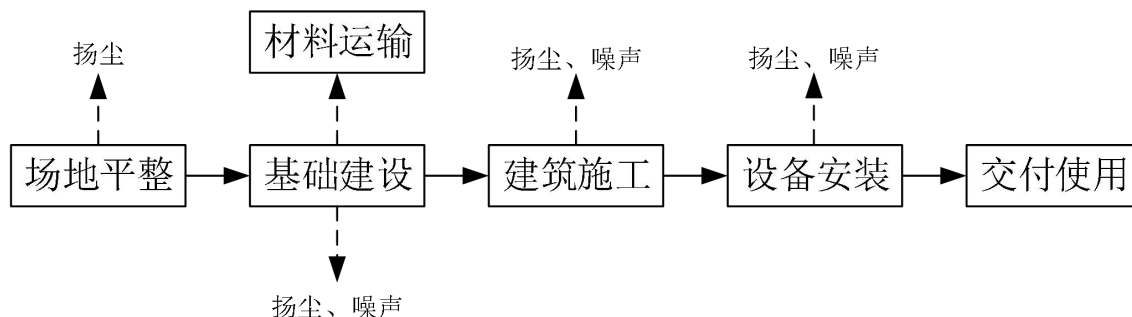 扬尘
材料运输
扬尘、噪声
扬尘、噪声
场地平整
基础建设
建筑施工
设备安装
交付使用
扬尘、噪声